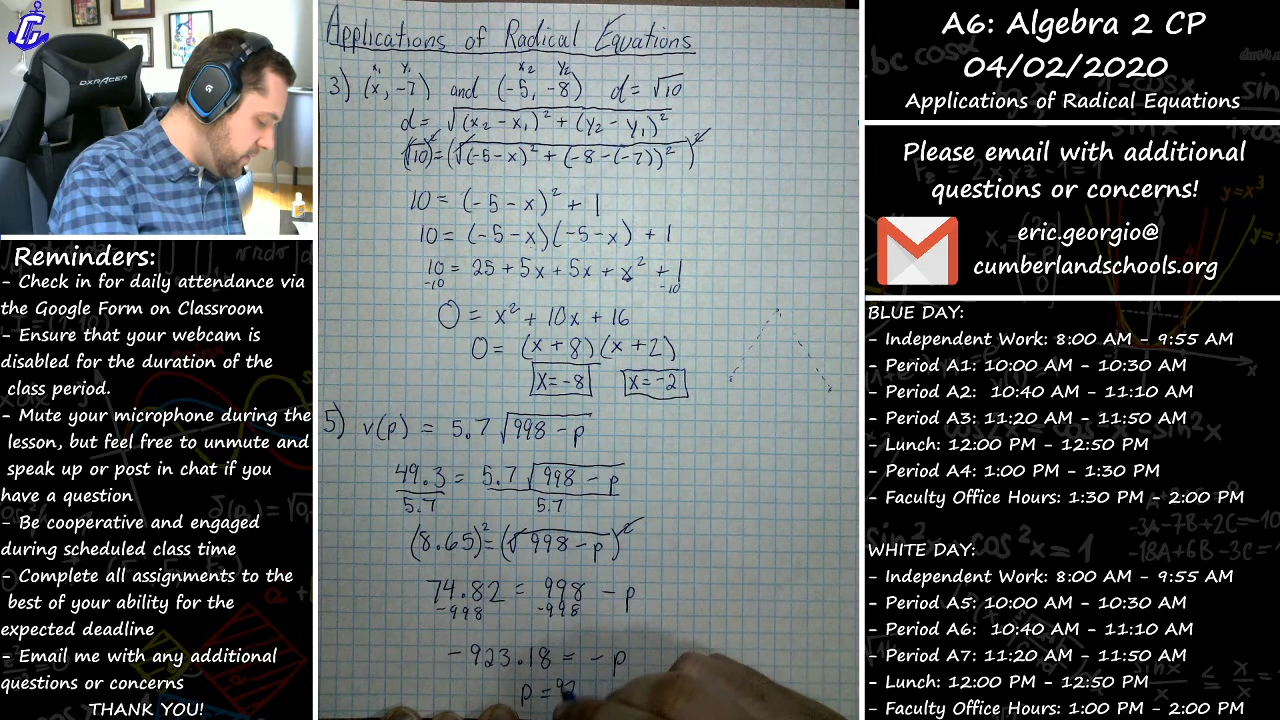 C
DXRACER
G
Reminders:
- Check in for daily attendance via
the Google Form on Classroom
- Ensure that your webcam is
disabled for the duration of the
class period.
- Mute your microphone during the
lesson, but feel free to unmute and
speak up or post in chat if you
have a question
- Be cooperative and engaged
during scheduled class time
- Complete all assignments to the
best of your ability for the
expected deadline
- Email me with any additional
questions or concerns
THANK YOU!
Applications of Radical Equations
x₁ y₁ x₂ y₂
3) (x, -7) and (-5, -8) d = √10
d = √(x₂ - x₁)² + (y₂ - y₁)²
(√10)² = (√(-5 - x)² + (-8 - (-7))²)²
10 = (-5 - x)² + 1
10 = (-5 - x)(-5 - x) + 1
10 = 25 + 5x + 5x + x² + 1
-10 -10
0 = x² + 10x + 16
0 = (x + 8)(x + 2)
x = -8 x = -2
5) v(p) = 5.7 √998 - p
49.3 = 5.7 √998 - p
5.7 5.7
(8.65)² = (√998 - p)²
74.82 = 998 - p
-998 -998
-923.18 = - p
p = 92
A6: Algebra 2 CP
04/02/2020
Applications of Radical Equations
Please email with additional
questions or concerns!
eric.georgio@
cumberlandschools.org
BLUE DAY:
- Independent Work: 8:00 AM - 9:55 AM
- Period A1: 10:00 AM - 10:30 AM
- Period A2: 10:40 AM - 11:10 AM
- Period A3: 11:20 AM - 11:50 AM
- Lunch: 12:00 PM - 12:50 PM
- Period A4: 1:00 PM - 1:30 PM
- Faculty Office Hours: 1:30 PM - 2:00 PM
WHITE DAY:
- Independent Work: 8:00 AM - 9:55 AM
- Period A5: 10:00 AM - 10:30 AM
- Period A6: 10:40 AM - 11:10 AM
- Period A7: 11:20 AM - 11:50 AM
- Lunch: 12:00 PM - 12:50 PM
- Faculty Office Hours: 1:00 PM - 2:00 PM